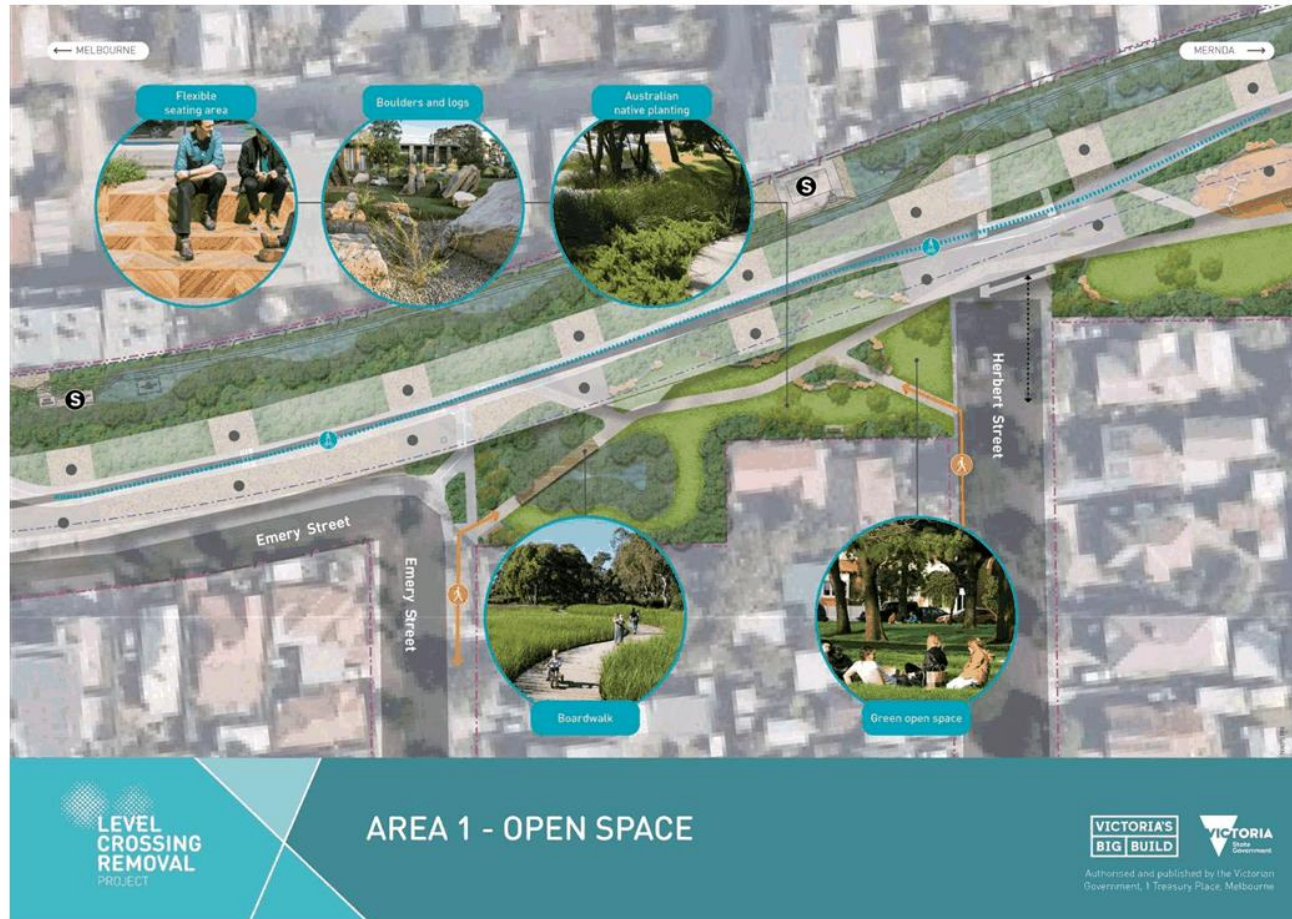 ← MELBOURNE
MERNDA →
Flexible
seating area
Boulders and logs
Australian
native planting
S
S
Herbert Street
Emery Street
Emery Street
Boardwalk
Green open space
LEVEL
CROSSING
REMOVAL
PROJECT
AREA 1 - OPEN SPACE
VICTORIA'S
BIG BUILD
VICTORIA
State
Government
Authorised and published by the Victorian
Government, 1 Treasury Place, Melbourne